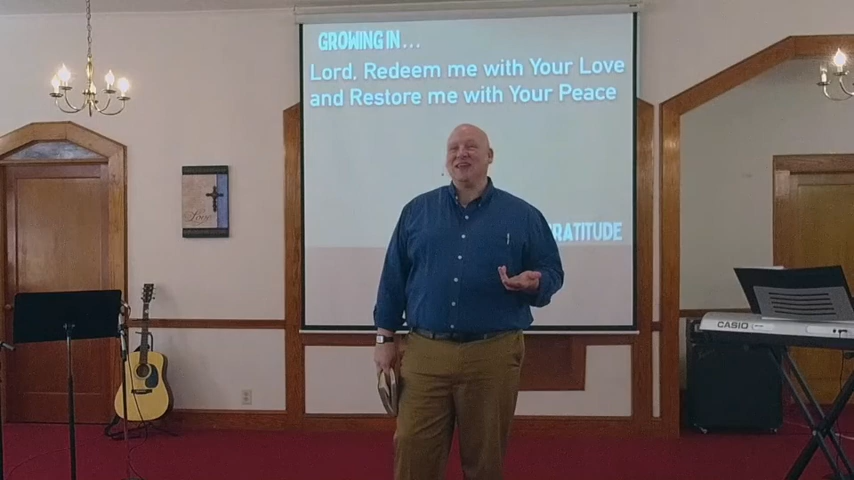 GROWING IN...
Lord, Redeem me with Your Love
and Restore me with Your Peace
RATITUDE
CASIO